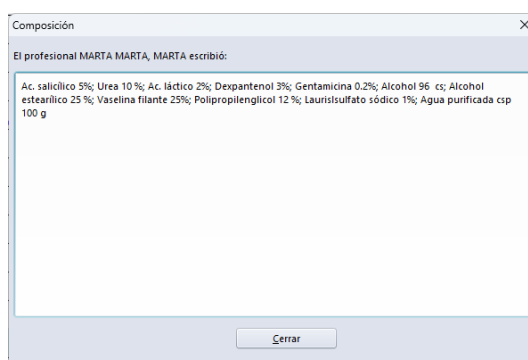 Composición
El profesional MARTA MARTA, MARTA escribió:
Ac. salicílico 5%; Urea 10 %; Ac. láctico 2%; Dexpantenol 3%; Gentamicina 0.2%; Alcohol 96 cs; Alcohol
estearílico 25 %; Vaselina filante 25%; Polipropilenglicol 12 %; Laurislsulfato sódico 1%; Agua purificada csp
100 g
Cerrar